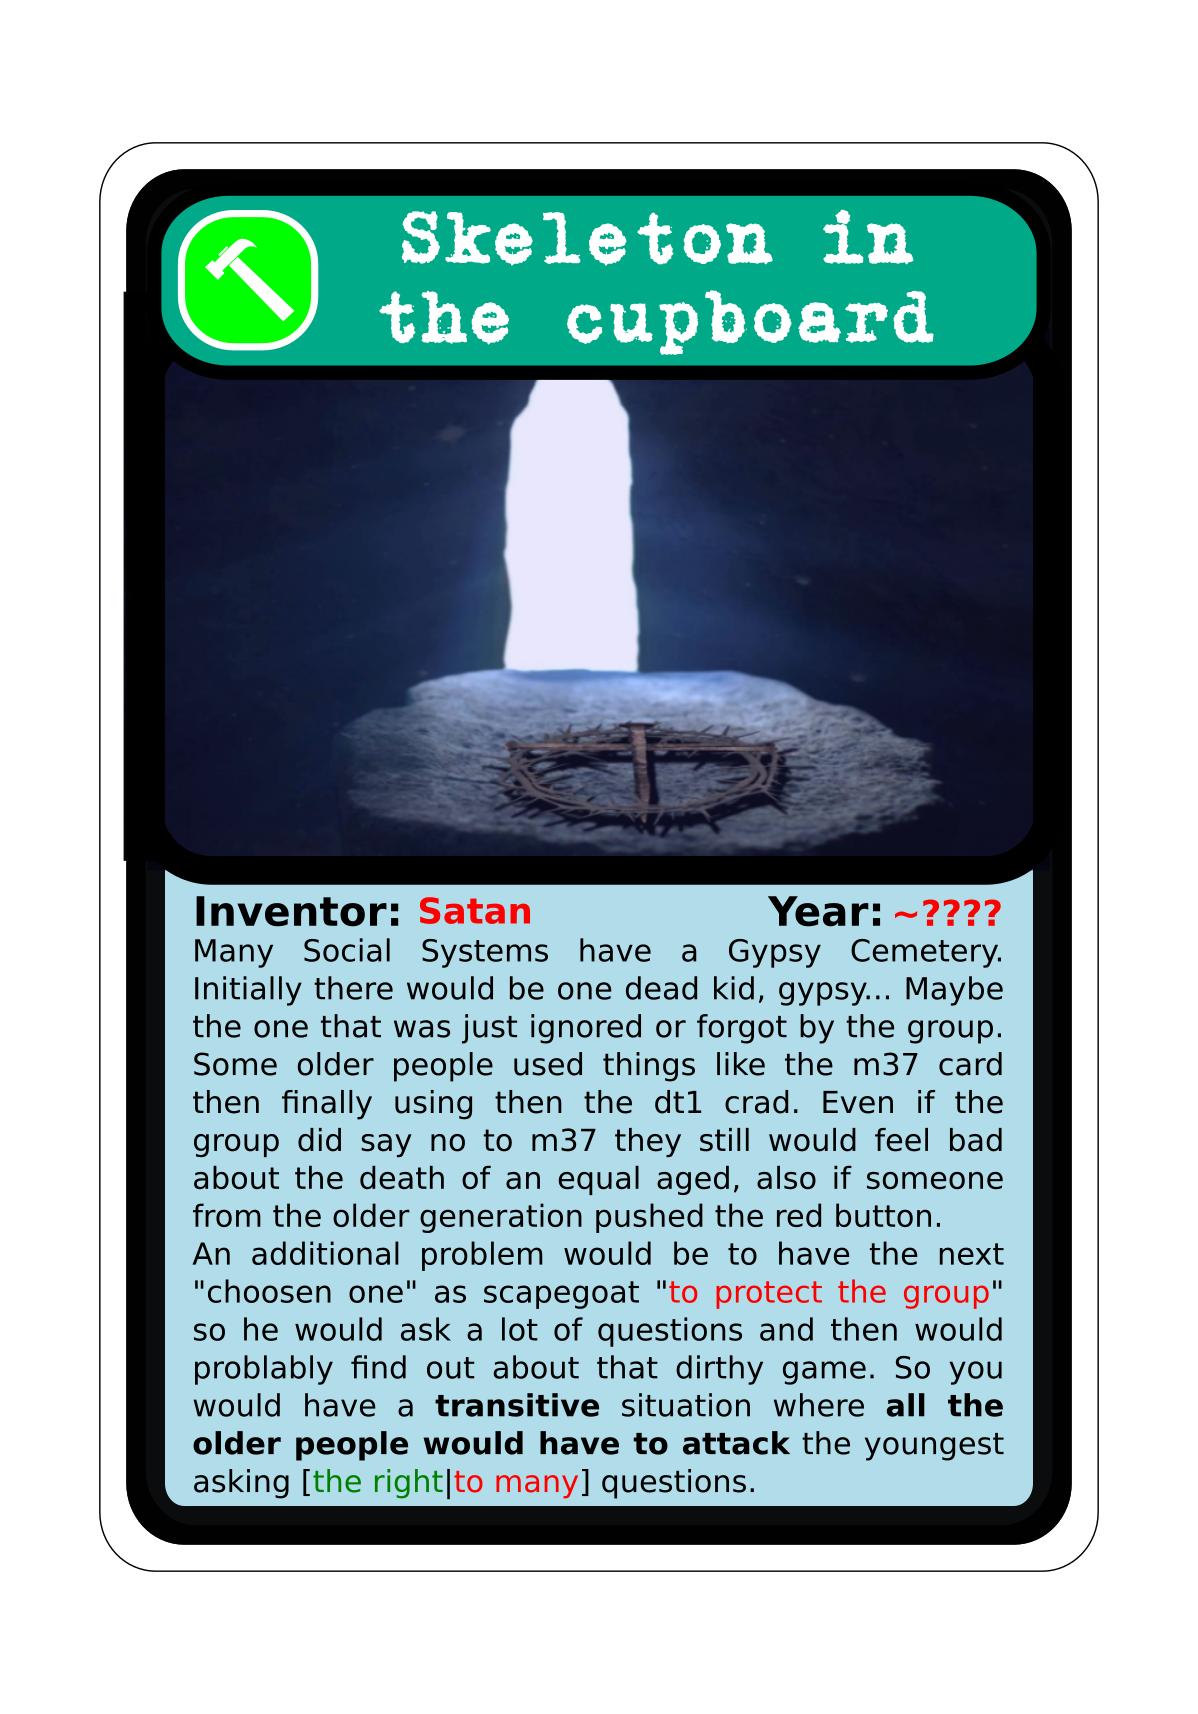 Skeleton in
the cupboard
Inventor: Satan Year: ~????
Many Social Systems have a Gypsy Cemetery.
Initially there would be one dead kid, gypsy... Maybe
the one that was just ignored or forgot by the group.
Some older people used things like the m37 card
then finally using then the dt1 crad. Even if the
group did say no to m37 they still would feel bad
about the death of an equal aged, also if someone
from the older generation pushed the red button.
An additional problem would be to have the next
"choosen one" as scapegoat "to protect the group"
so he would ask a lot of questions and then would
problably find out about that dirthy game. So you
would have a transitive situation where all the
older people would have to attack the youngest
asking [the right|to many] questions.